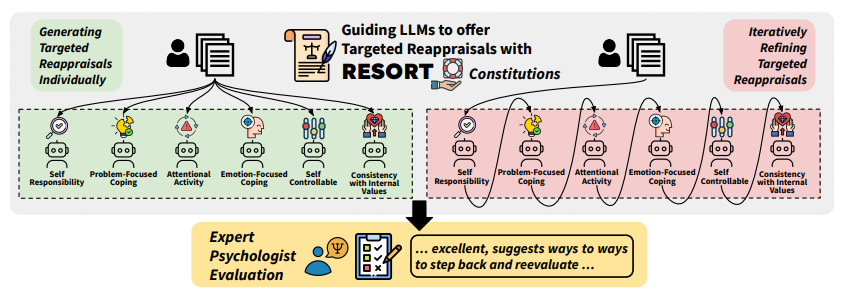 Generating
Targeted
Reappraisals
Individually
Guiding LLMs to offer
Targeted Reappraisals with
RESORT Constitutions
Iteratively
Refining
Targeted
Reappraisals
Self
Responsibility
Problem-Focused
Coping
Attentional
Activity
Emotion-Focused
Coping
Self
Controllable
Consistency
with Internal
Values
Self
Responsibility
Problem-Focused
Coping
Attentional
Activity
Emotion-Focused
Coping
Self
Controllable
Consistency
with Internal
Values
Expert
Psychologist
Evaluation
Ψ
... excellent, suggests ways to ways
to step back and reevaluate ...